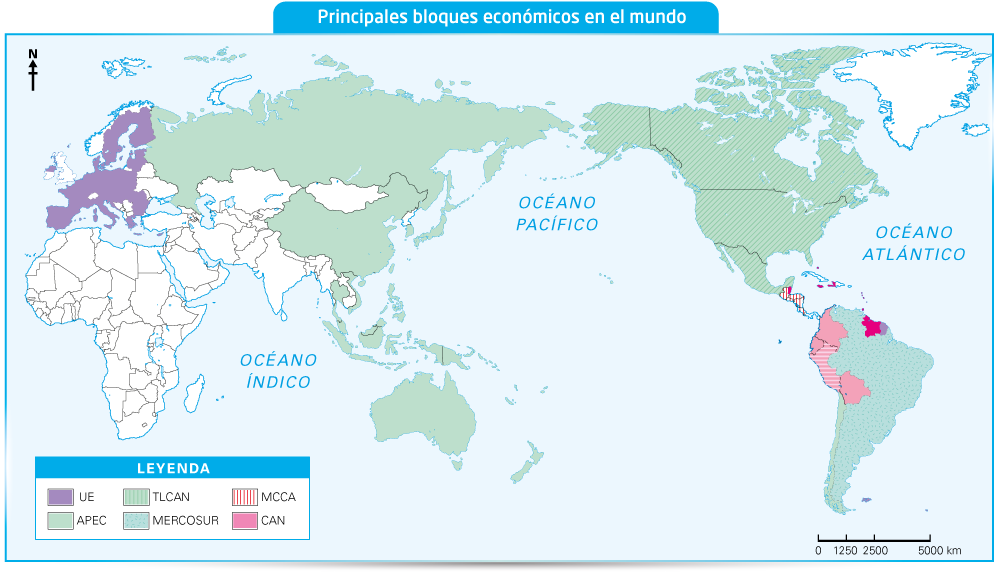 Principales bloques económicos en el mundo
N
OCÉANO
PACÍFICO
OCÉANO
ATLÁNTICO
OCÉANO
ÍNDICO
LEYENDA
UE TLCAN MCCA
APEC MERCOSUR CAN
0 1250 2500 5000 km